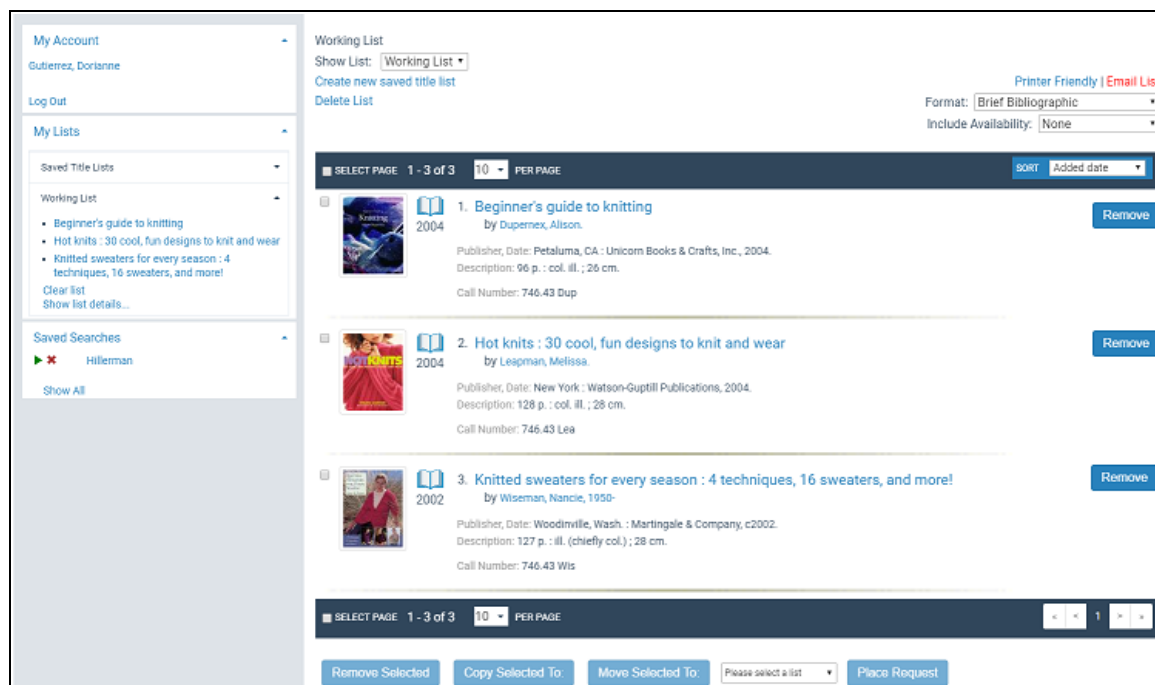 My Account
Gutierrez, Dorianne
Log Out
My Lists
Saved Title Lists
Working List
Beginner's guide to knitting
Hot knits : 30 cool, fun designs to knit and wear
Knitted sweaters for every season : 4
techniques, 16 sweaters, and more!
Clear list
Show list details...
Saved Searches
Hillerman
Show All
Working List
Show List: Working List
Create new saved title list
Delete List
Printer Friendly | Email Lis
Format: Brief Bibliographic
Include Availability: None
SELECT PAGE 1 - 3 of 3 10 PER PAGE SORT Added date
Knitting
2004
1. Beginner's guide to knitting
by Dupernex, Alison.
Publisher, Date: Petaluma, CA : Unicorn Books & Crafts, Inc., 2004.
Description: 96 p. : col. ill. ; 26 cm.
Call Number: 746.43 Dup
Remove
HOT KNITS
2004
2. Hot knits : 30 cool, fun designs to knit and wear
by Leapman, Melissa.
Publisher, Date: New York : Watson-Guptill Publications, 2004.
Description: 128 p. : col. ill. ; 28 cm.
Call Number: 746.43 Lea
Remove
2002
3. Knitted sweaters for every season : 4 techniques, 16 sweaters, and more!
by Wiseman, Nancie, 1950-
Publisher, Date: Woodinville, Wash. : Martingale & Company, c2002.
Description: 127 p. : ill. (chiefly col.) ; 28 cm.
Call Number: 746.43 Wis
Remove
SELECT PAGE 1 - 3 of 3 10 PER PAGE « < 1 > »
Remove Selected Copy Selected To: Move Selected To: Please select a list Place Request